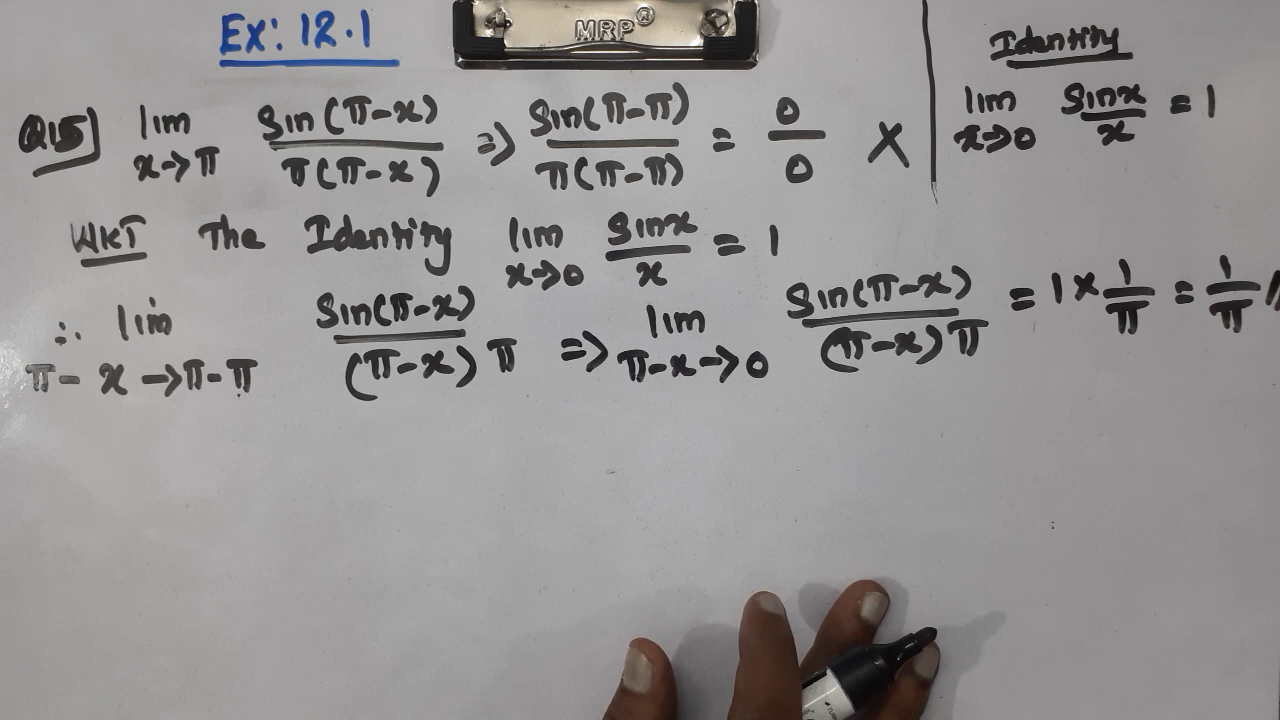 Ex: 12.1
MRP®
Identity
lim x→0 sinx/x = 1
Q15] lim x→π sin(π-x)/π(π-x) ⇒ sin(π-π)/π(π-π) = 0/0 ×
WKT The Identity lim x→0 sinx/x = 1
∴ lim π-x→π-π sin(π-x)/(π-x)π ⇒ lim π-x→0 sin(π-x)/(π-x)π = 1×1/π = 1/π //